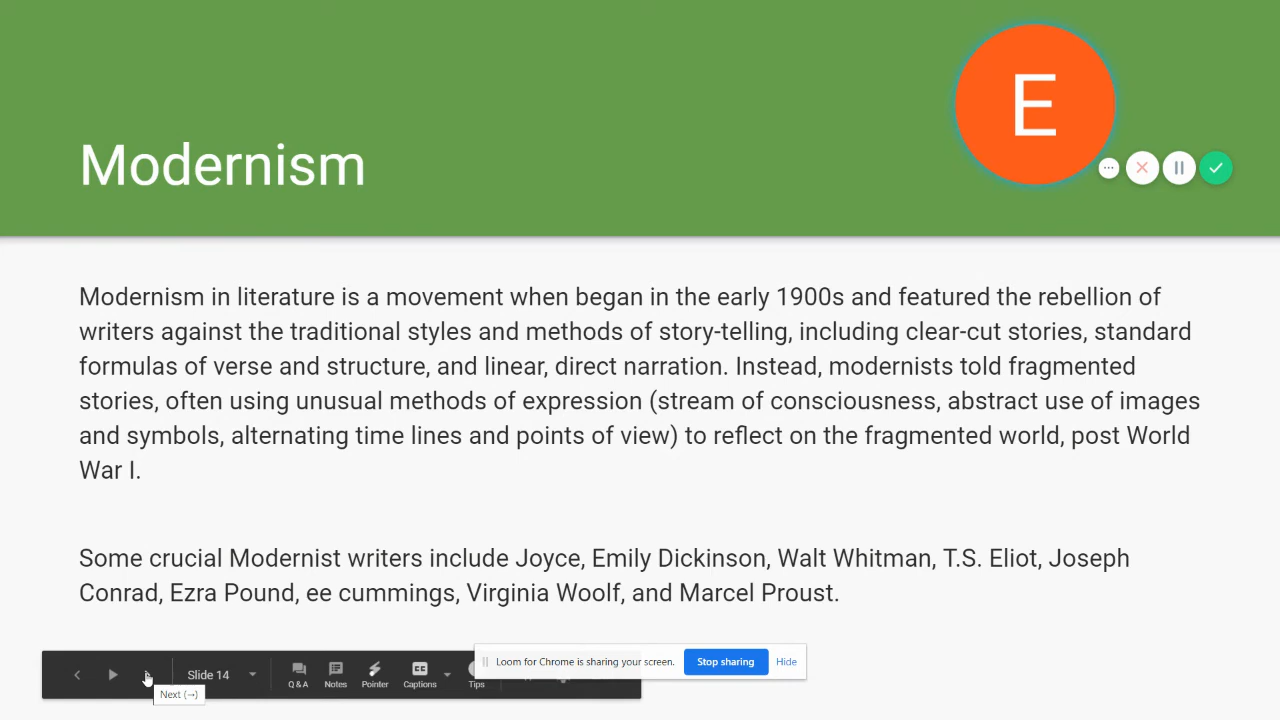 E
Modernism
Modernism in literature is a movement when began in the early 1900s and featured the rebellion of
writers against the traditional styles and methods of story-telling, including clear-cut stories, standard
formulas of verse and structure, and linear, direct narration. Instead, modernists told fragmented
stories, often using unusual methods of expression (stream of consciousness, abstract use of images
and symbols, alternating time lines and points of view) to reflect on the fragmented world, post World
War I.
Some crucial Modernist writers include Joyce, Emily Dickinson, Walt Whitman, T.S. Eliot, Joseph
Conrad, Ezra Pound, ee cummings, Virginia Woolf, and Marcel Proust.
Loom for Chrome is sharing your screen. Stop sharing Hide
Slide 14 Q & A Notes Pointer Captions Tips
Next (→)